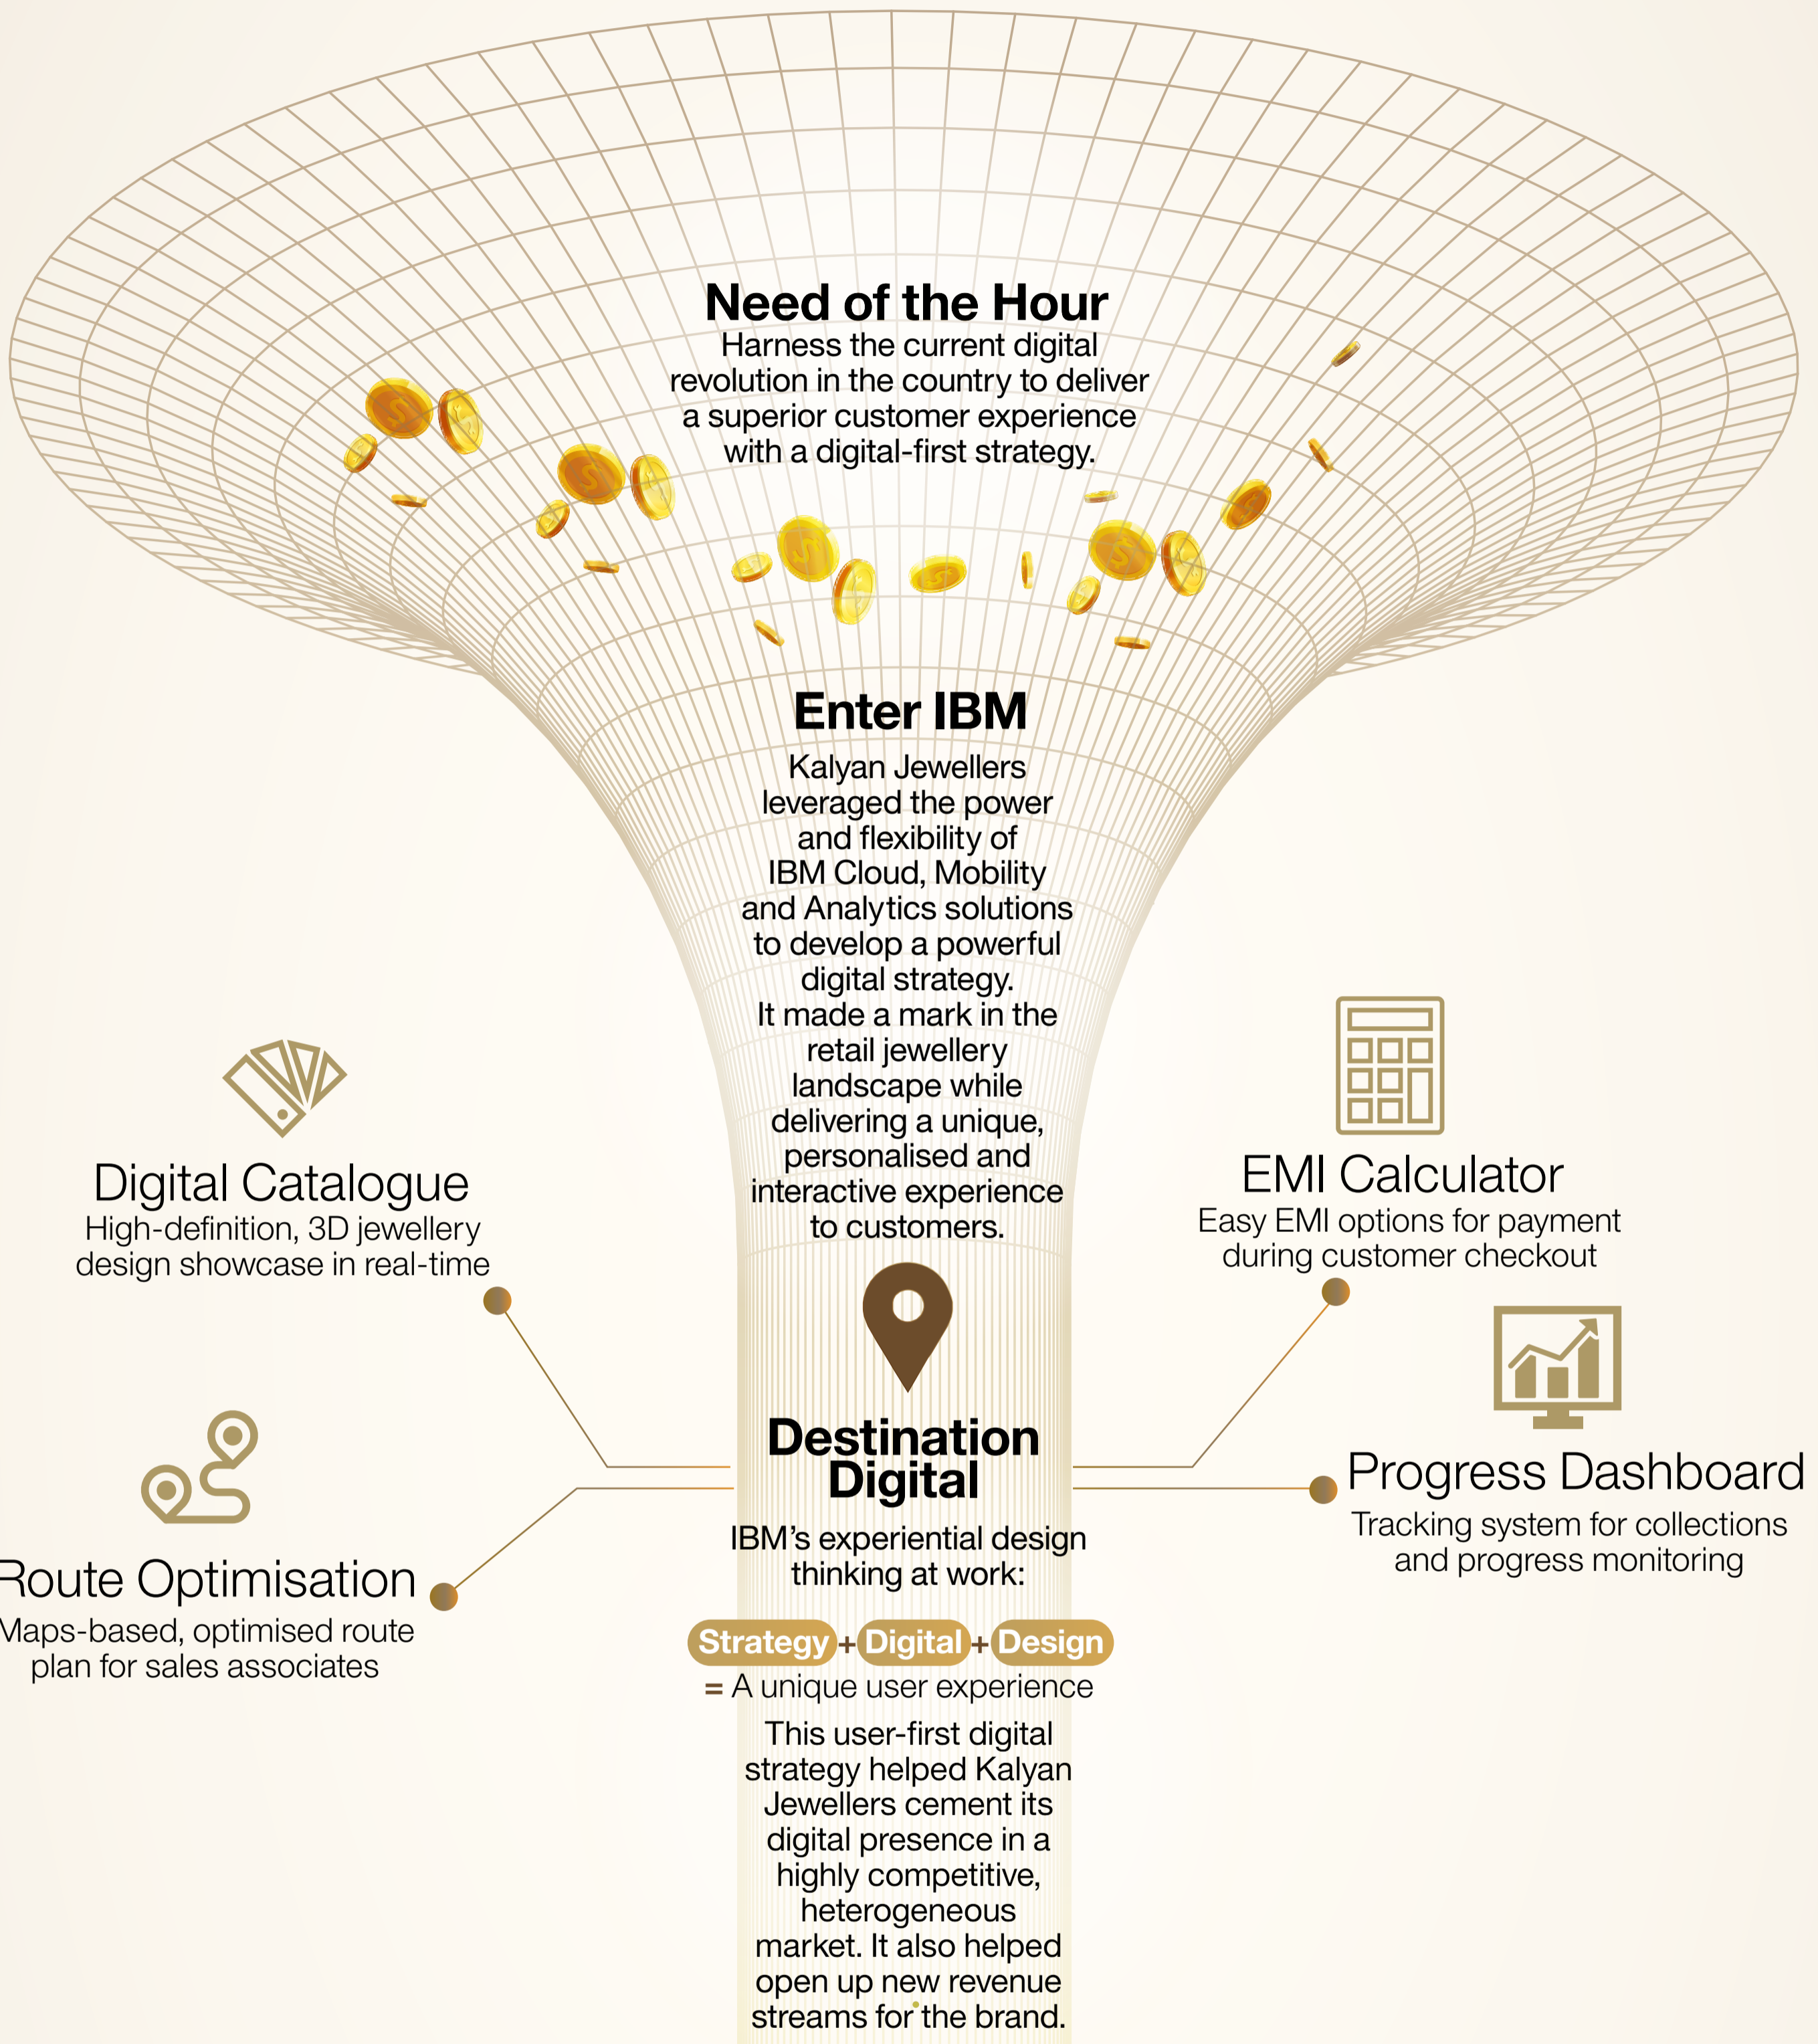 Need of the Hour
Harness the current digital
revolution in the country to deliver
a superior customer experience
with a digital-first strategy.
Enter IBM
Kalyan Jewellers
leveraged the power
and flexibility of
IBM Cloud, Mobility
and Analytics solutions
to develop a powerful
digital strategy.
It made a mark in the
retail jewellery
landscape while
delivering a unique,
personalised and
interactive experience
to customers.
Digital Catalogue
High-definition, 3D jewellery
design showcase in real-time
EMI Calculator
Easy EMI options for payment
during customer checkout
Route Optimisation
Maps-based, optimised route
plan for sales associates
Progress Dashboard
Tracking system for collections
and progress monitoring
Destination
Digital
IBM’s experiential design
thinking at work:
Strategy + Digital + Design
= A unique user experience
This user-first digital
strategy helped Kalyan
Jewellers cement its
digital presence in a
highly competitive,
heterogeneous
market. It also helped
open up new revenue
streams for the brand.